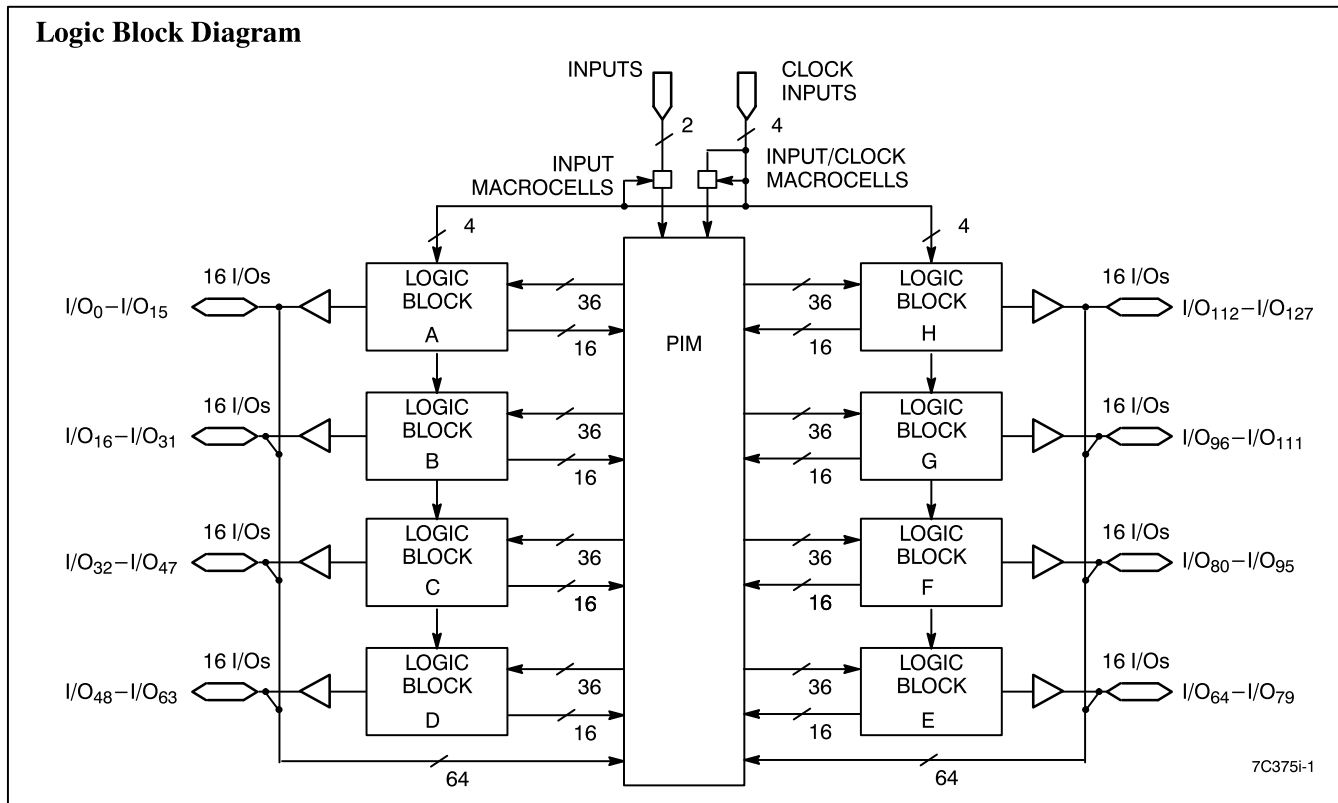 Logic Block Diagram
INPUTS
CLOCK
INPUTS
2
4
INPUT
MACROCELLS
INPUT/CLOCK
MACROCELLS
4
4
16 I/Os
LOGIC
BLOCK
A
36
16
PIM
36
16
LOGIC
BLOCK
H
16 I/Os
I/O0–I/O15
I/O112–I/O127
16 I/Os
LOGIC
BLOCK
B
36
16
36
16
LOGIC
BLOCK
G
16 I/Os
I/O16–I/O31
I/O96–I/O111
16 I/Os
LOGIC
BLOCK
C
36
16
36
16
LOGIC
BLOCK
F
16 I/Os
I/O32–I/O47
I/O80–I/O95
16 I/Os
LOGIC
BLOCK
D
36
16
36
16
LOGIC
BLOCK
E
16 I/Os
I/O48–I/O63
I/O64–I/O79
64
64
7C375i-1